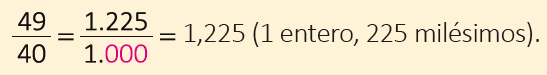 49/40 = 1.225/1.000 = 1,225 (1 entero, 225 milésimos).